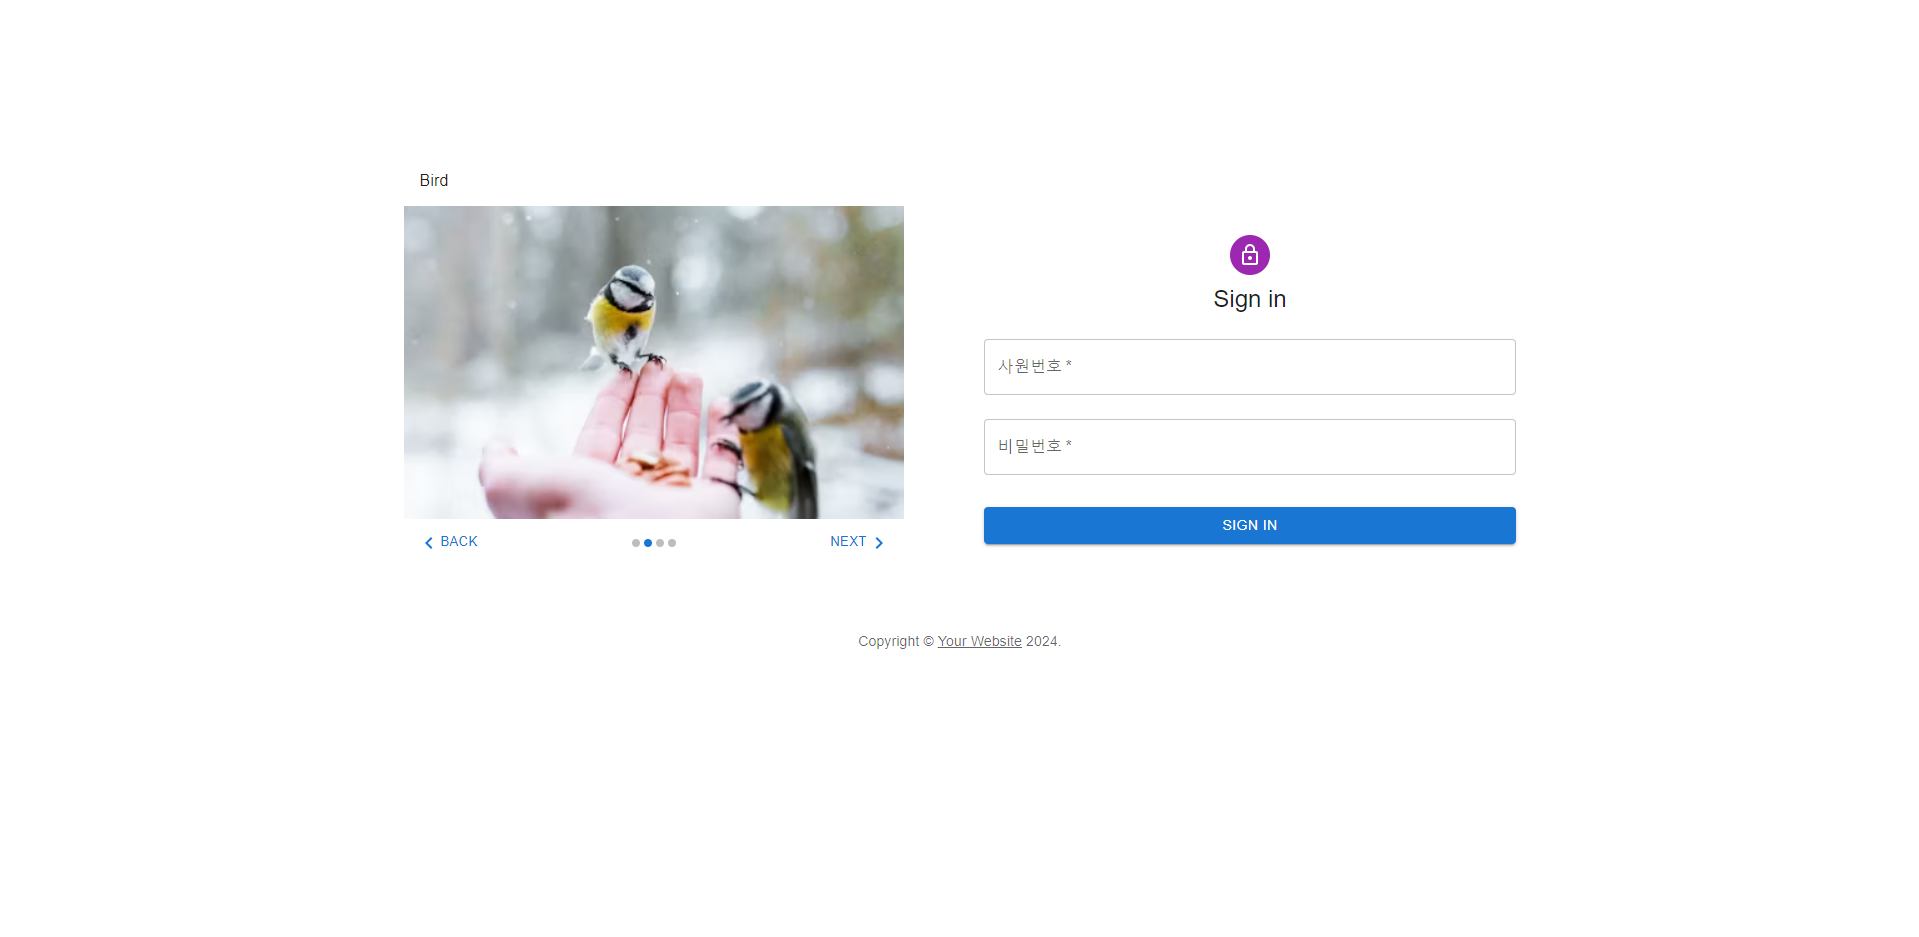 Bird
BACK
NEXT
Sign in
사원번호 *
비밀번호 *
SIGN IN
Copyright © Your Website 2024.